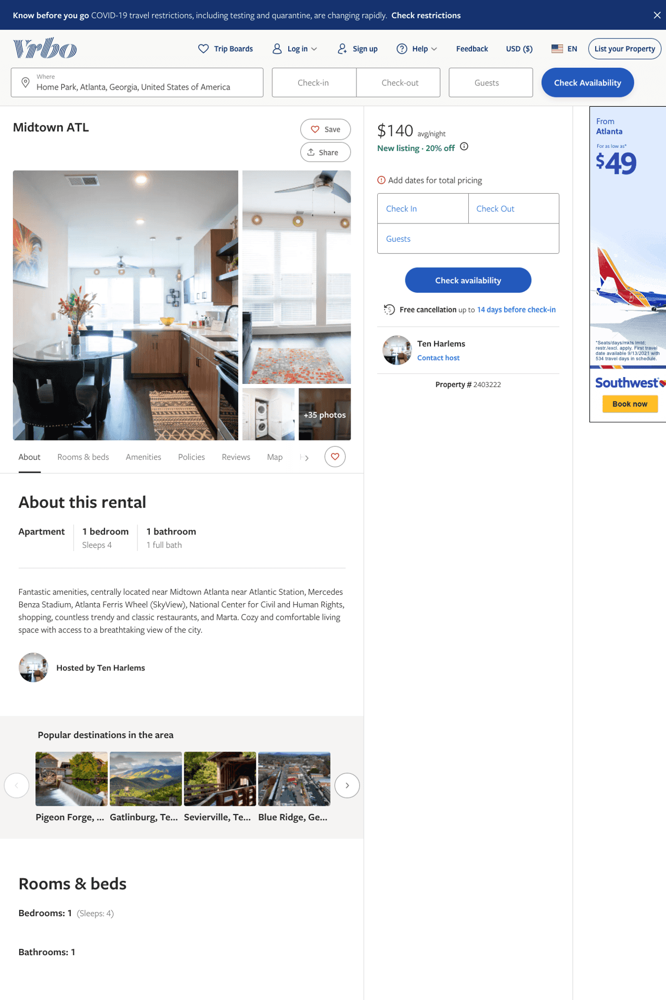 Know before you go COVID-19 travel restrictions, including testing and quarantine, are changing rapidly. Check restrictions
Vrbo
Trip Boards
Log in
Sign up
Help
Feedback
USD ($)
EN
List your Property
Where
Home Park, Atlanta, Georgia, United States of America
Check-in
Check-out
Guests
Check Availability
Midtown ATL
Save
Share
+35 photos
$140 avg/night
New listing · 20% off
Add dates for total pricing
Check In
Check Out
Guests
Check availability
Free cancellation up to 14 days before check-in
Ten Harlems
Contact host
Property # 2403222
From
Atlanta
For as low as*
$49
*Seats/days/mkts lmtd;
restr./excl. apply. First travel
date available 9/13/2021 with
534 travel days in schedule.
Southwest
Book now
About
Rooms & beds
Amenities
Policies
Reviews
Map
H
About this rental
Apartment
1 bedroom
Sleeps 4
1 bathroom
1 full bath
Fantastic amenities, centrally located near Midtown Atlanta near Atlantic Station, Mercedes
Benza Stadium, Atlanta Ferris Wheel (SkyView), National Center for Civil and Human Rights,
shopping, countless trendy and classic restaurants, and Marta. Cozy and comfortable living
space with access to a breathtaking view of the city.
Hosted by Ten Harlems
Popular destinations in the area
Pigeon Forge, ...
Gatlinburg, Te...
Sevierville, Te...
Blue Ridge, Ge...
Rooms & beds
Bedrooms: 1 (Sleeps: 4)
Bathrooms: 1